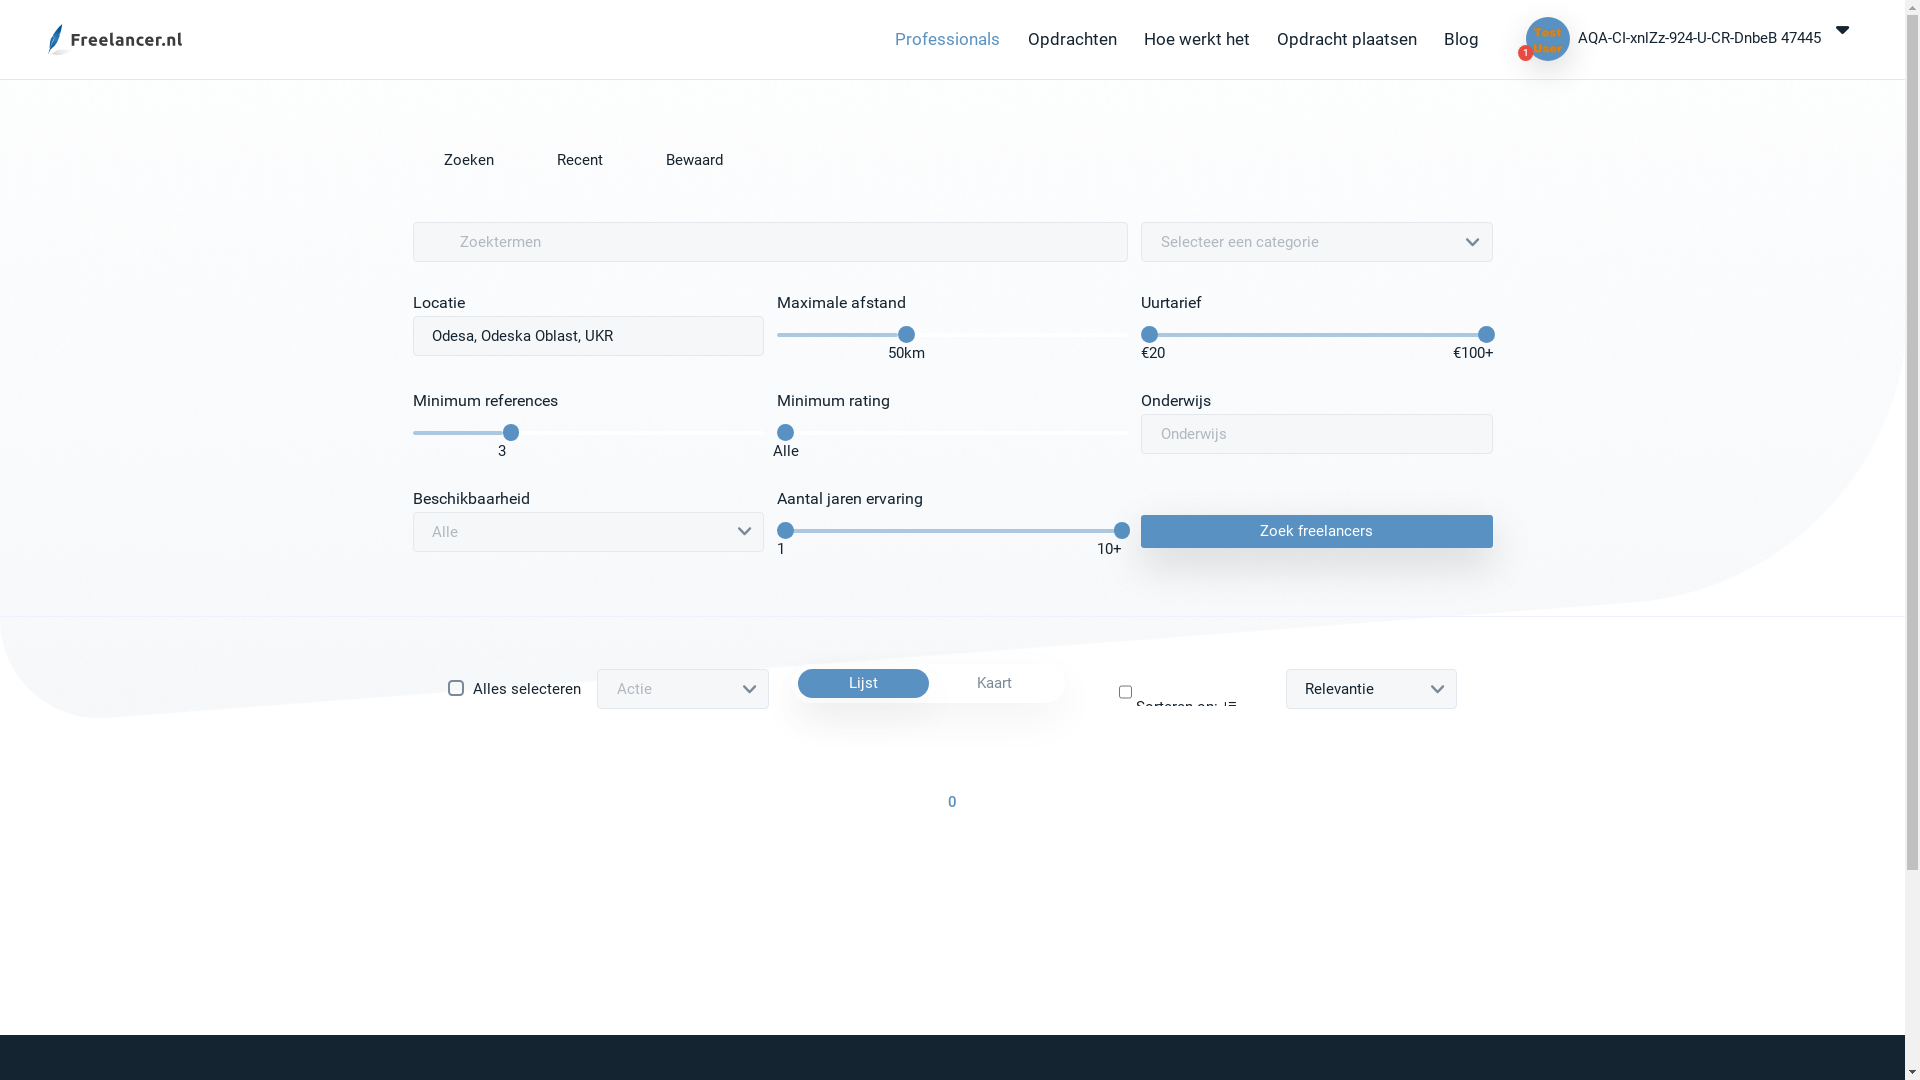 Freelancer.nl
Professionals
Opdrachten
Hoe werkt het
Opdracht plaatsen
Blog
Test
User
1
AQA-CI-xnlZz-924-U-CR-DnbeB 47445
Zoeken
Recent
Bewaard
Zoektermen
Selecteer een categorie
Locatie
Maximale afstand
Uurtarief
Odesa, Odeska Oblast, UKR
50km
€20
€100+
Minimum references
Minimum rating
Onderwijs
3
Alle
Onderwijs
Beschikbaarheid
Aantal jaren ervaring
Alle
1
10+
Zoek freelancers
Alles selecteren
Actie
Lijst
Kaart
Sorteren op:
Relevantie
0